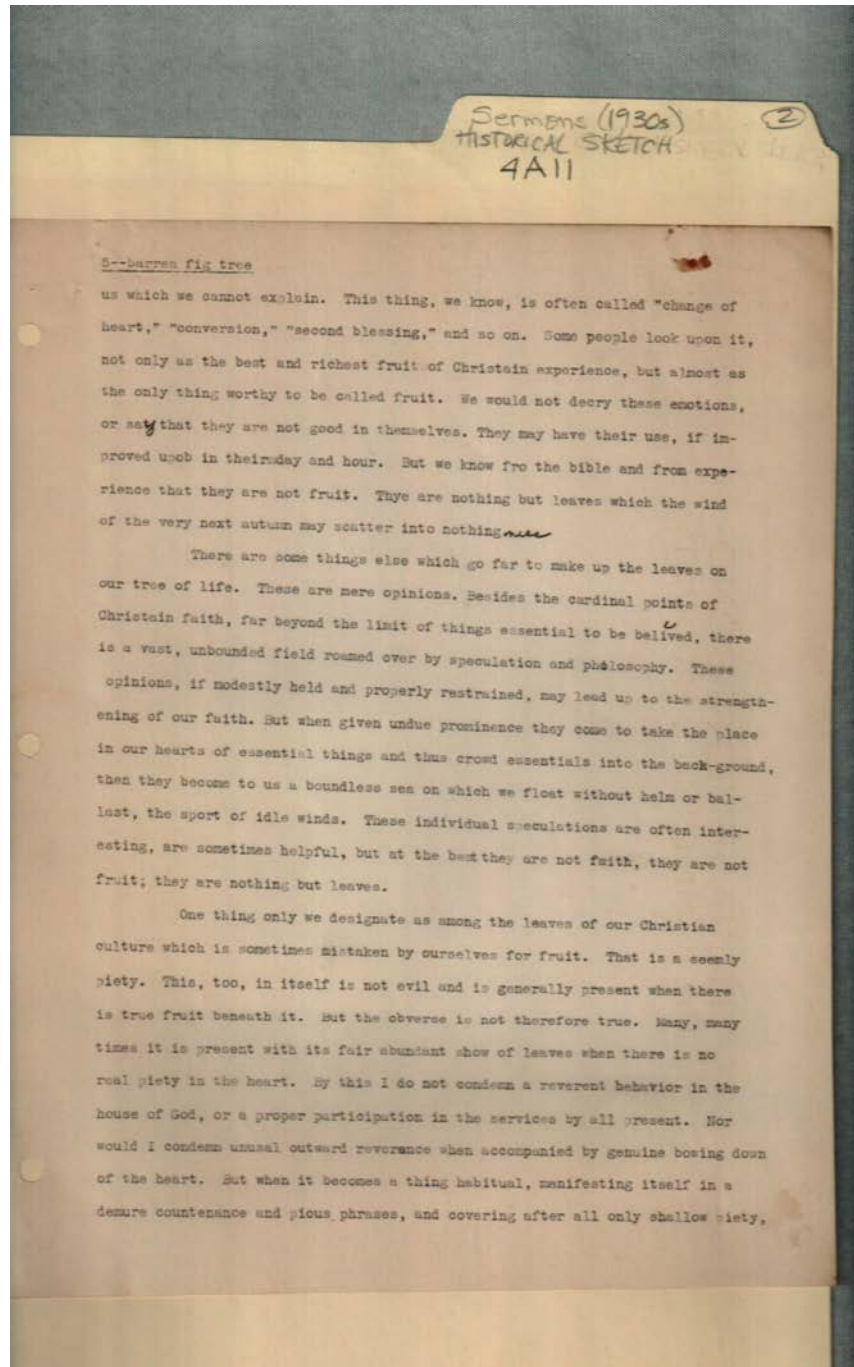 Sermons (1930s)
2
HISTORICAL SKETCH
4A11
5--barren fig tree
us which we cannot explain. This thing, we know, is often called "change of
heart," "conversion," "second blessing," and so on. Some people look upon it,
not only as the best and richest fruit of Christain experience, but almost as
the only thing worthy to be called fruit. We would not decry these emotions,
or say that they are not good in themselves. They may have their use, if im-
proved upob in their day and hour. But we know fro the bible and from expe-
rience that they are not fruit. Thye are nothing but leaves which the wind
of the very next autumn may scatter into nothingness
There are some things else which go far to make up the leaves on
our tree of life. These are mere opinions. Besides the cardinal points of
Christain faith, far beyond the limit of things essential to be belived, there
is a vast, unbounded field roamed over by speculation and philosophy. These
opinions, if modestly held and properly restrained, may lead up to the strength-
ening of our faith. But when given undue prominence they come to take the place
in our hearts of essential things and thus crowd essentials into the back-ground,
then they become to us a boundless sea on which we float without helm or bal-
last, the sport of idle winds. These individual speculations are often inter-
esting, are sometimes helpful, but at the best they are not faith, they are not
fruit; they are nothing but leaves.
One thing only we designate as among the leaves of our Christian
culture which is sometimes mistaken by ourselves for fruit. That is a seemly
piety. This, too, in itself is not evil and is generally present when there
is true fruit beneath it. But the obverse is not therefore true. Many, many
times it is present with its fair abundant show of leaves when there is no
real piety in the heart. By this I do not condemn a reverent behavior in the
house of God, or a proper participation in the services by all present. Nor
would I condemn unusal outward reverance when accompanied by genuine bowing down
of the heart. But when it becomes a thing habitual, manifesting itself in a
demure countenance and pious phrases, and covering after all only shallow piety,